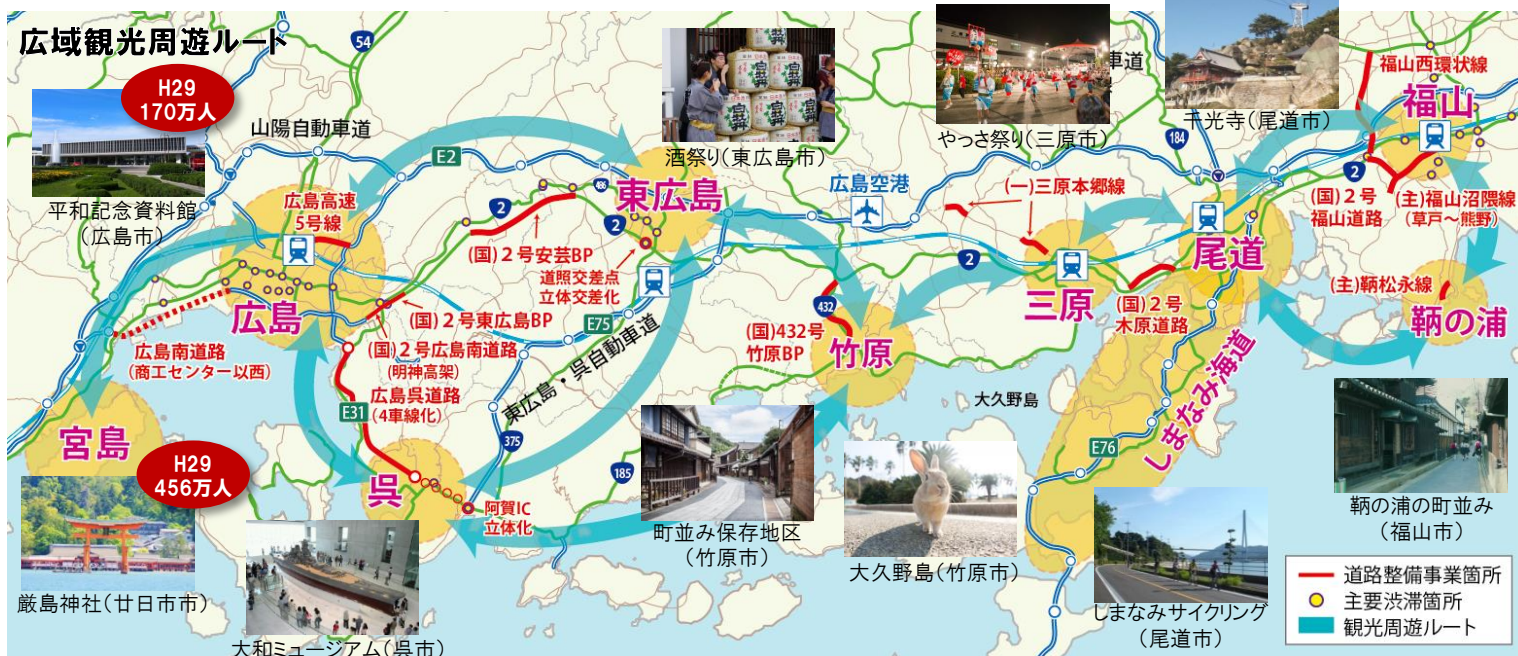 広域観光周遊ルート
54
H29
170万人
平和記念資料館
(広島市)
山陽自動車道
E2
広島高速
5号線
広島
486
2
(国)2号安芸BP
2
道照交差点
立体交差化
東広島
酒祭り(東広島市)
広島空港
やっさ祭り(三原市)
車道
184
千光寺(尾道市)
福山西環状線
福山
2
(国)2号
福山道路
(主)福山沼隈線
(草戸~熊野)
(主)鞆松永線
鞆の浦
(一)三原本郷線
2
三原
(国)2号
木原道路
尾道
しまなみ海道
E76
432
(国)432号
竹原BP
竹原
大久野島
(国)2号東広島BP
(国)2号広島南道路
(明神高架)
広島呉道路
(4車線化)
E31
広島南道路
(商工センター以西)
E75
東広島・呉自動車道
375
185
宮島
H29
456万人
厳島神社(廿日市市)
呉
阿賀IC
立体化
大和ミュージアム(呉市)
町並み保存地区
(竹原市)
大久野島(竹原市)
しまなみサイクリング
(尾道市)
鞆の浦の町並み
(福山市)
道路整備事業箇所
主要渋滞箇所
観光周遊ルート